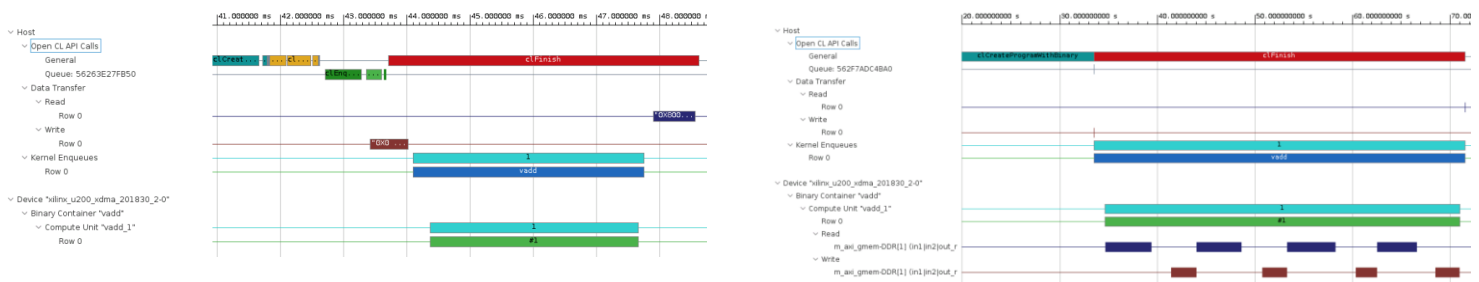 41.000000 ms 42.000000 ms 43.000000 ms 44.000000 ms 45.000000 ms 46.000000 ms 47.000000 ms 48.000000 m
Host
Open CL API Calls
General clCreat... ... cl... clFinish
Queue: 56263E27FB50 clEnq... ...
Data Transfer
Read
Row 0 "0X800...
Write
Row 0 "0X0 ...
Kernel Enqueues 1
Row 0 vadd
Device "xilinx_u200_xdma_201830_2-0"
Binary Container "vadd"
Compute Unit "vadd_1" 1
Row 0 #1
20.000000000 s 30.000000000 s 40.000000000 s 50.000000000 s 60.000000000 s 70.00
Host
Open CL API Calls
General clCreateProgramWithBinary clFinish
Queue: 562F7ADC4BA0
Data Transfer
Read
Row 0
Write
Row 0
Kernel Enqueues 1
Row 0 vadd
Device "xilinx_u200_xdma_201830_2-0"
Binary Container "vadd"
Compute Unit "vadd_1" 1
Row 0 #1
Read
m_axi_gmem-DDR[1] (in1|in2|out_r
Write
m_axi_gmem-DDR[1] (in1|in2|out_r